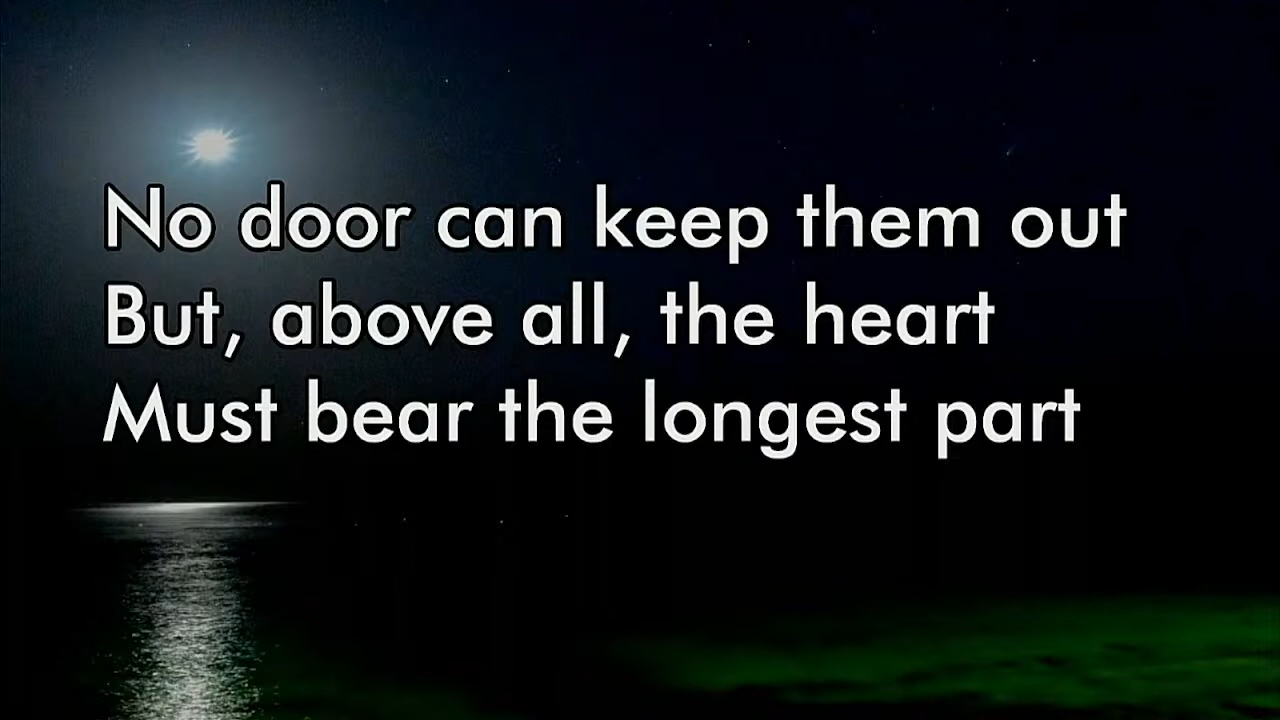 No door can keep them out
But, above all, the heart
Must bear the longest part